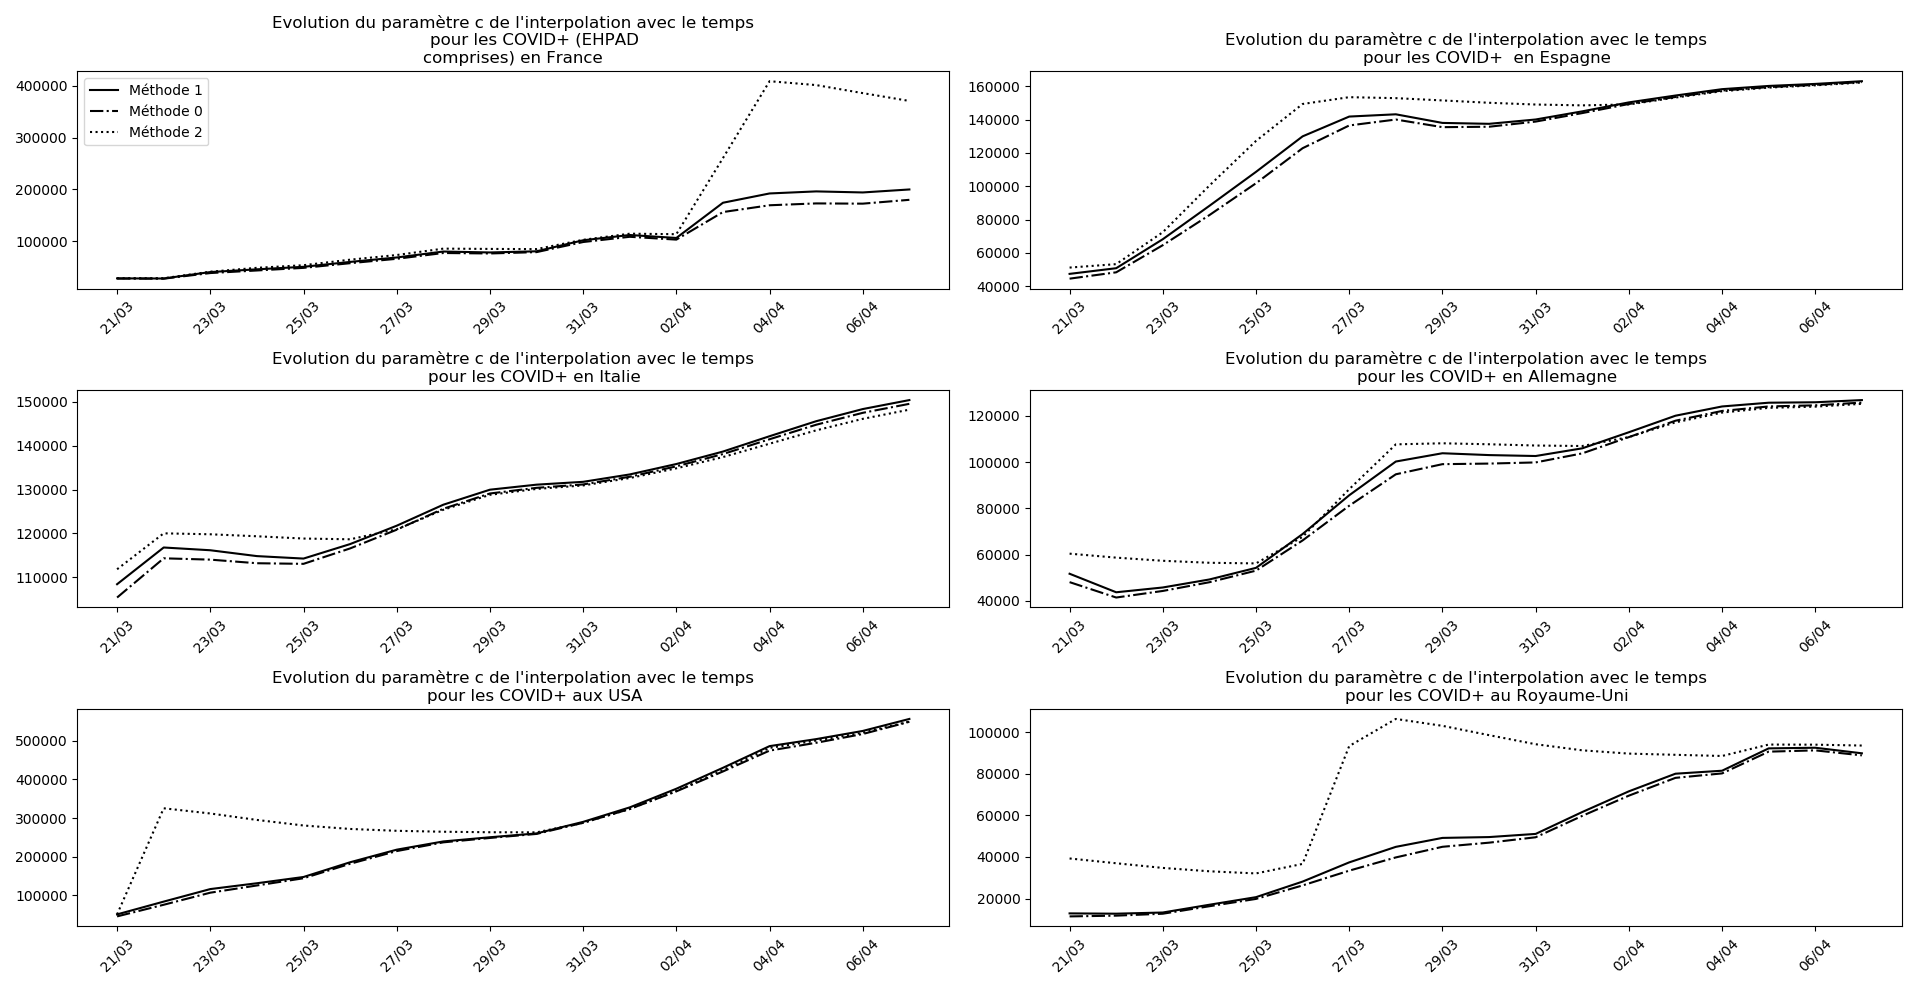 Evolution du paramètre c de l'interpolation avec le temps
pour les COVID+ (EHPAD
comprises) en France
400000
300000
200000
100000
Méthode 1
Méthode 0
Méthode 2
21/03 23/03 25/03 27/03 29/03 31/03 02/04 04/04 06/04
Evolution du paramètre c de l'interpolation avec le temps
pour les COVID+  en Espagne
160000
140000
120000
100000
80000
60000
40000
21/03 23/03 25/03 27/03 29/03 31/03 02/04 04/04 06/04
Evolution du paramètre c de l'interpolation avec le temps
pour les COVID+ en Italie
150000
140000
130000
120000
110000
21/03 23/03 25/03 27/03 29/03 31/03 02/04 04/04 06/04
Evolution du paramètre c de l'interpolation avec le temps
pour les COVID+ en Allemagne
120000
100000
80000
60000
40000
21/03 23/03 25/03 27/03 29/03 31/03 02/04 04/04 06/04
Evolution du paramètre c de l'interpolation avec le temps
pour les COVID+ aux USA
500000
400000
300000
200000
100000
21/03 23/03 25/03 27/03 29/03 31/03 02/04 04/04 06/04
Evolution du paramètre c de l'interpolation avec le temps
pour les COVID+ au Royaume-Uni
100000
80000
60000
40000
20000
21/03 23/03 25/03 27/03 29/03 31/03 02/04 04/04 06/04